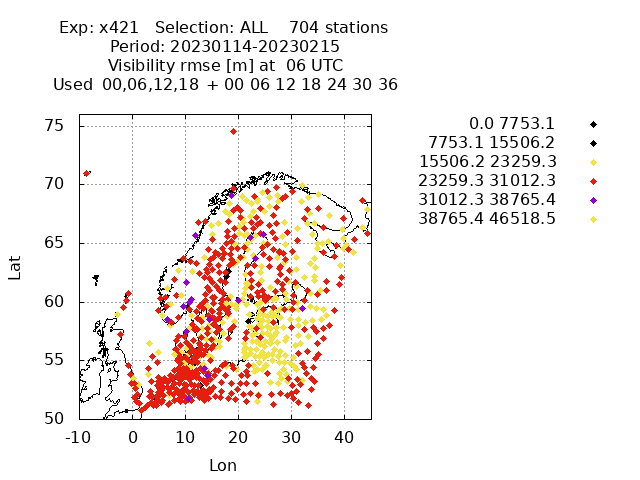 Exp: x421   Selection: ALL    704 stations
Period: 20230114-20230215
Visibility rmse [m] at  06 UTC
Used  00,06,12,18  + 00 06 12 18 24 30 36
0.0 7753.1
7753.1 15506.2
15506.2 23259.3
23259.3 31012.3
31012.3 38765.4
38765.4 46518.5
75
70
65
60
55
50
Lat
-10 0 10 20 30 40
Lon